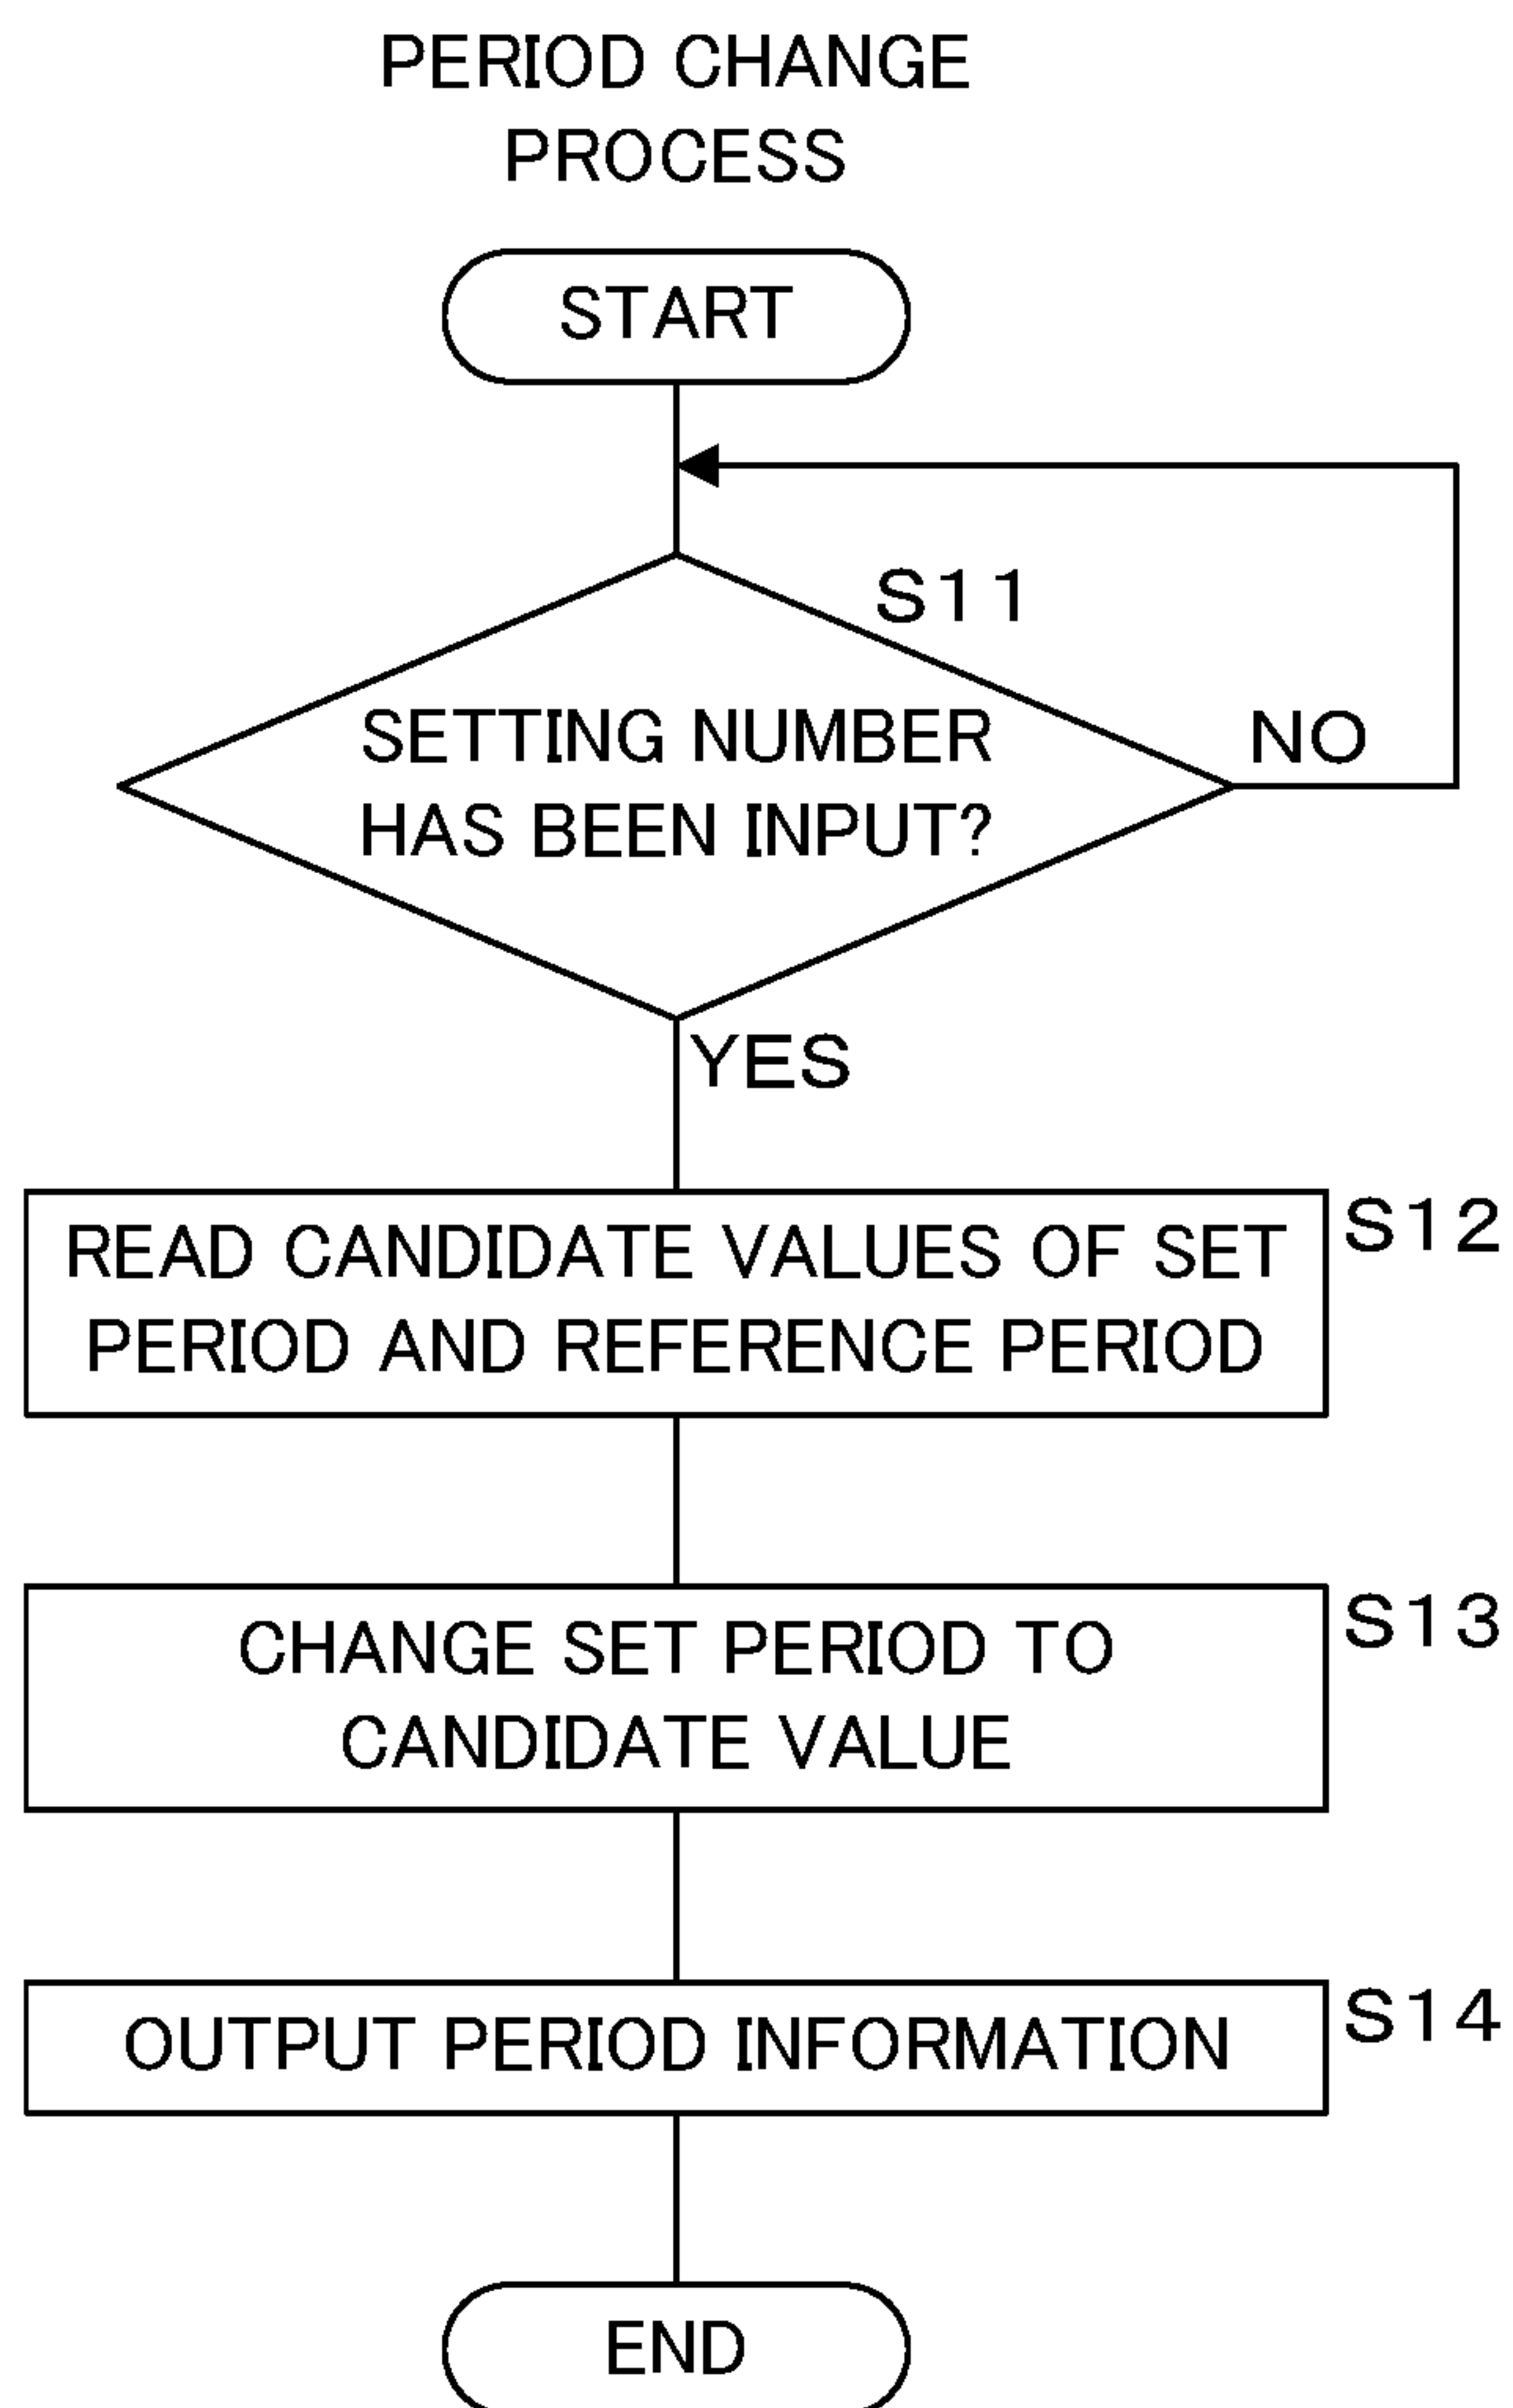 PERIOD CHANGE
PROCESS
START
S11
SETTING NUMBER
HAS BEEN INPUT?
NO
YES
S12
READ CANDIDATE VALUES OF SET
PERIOD AND REFERENCE PERIOD
S13
CHANGE SET PERIOD TO
CANDIDATE VALUE
S14
OUTPUT PERIOD INFORMATION
END